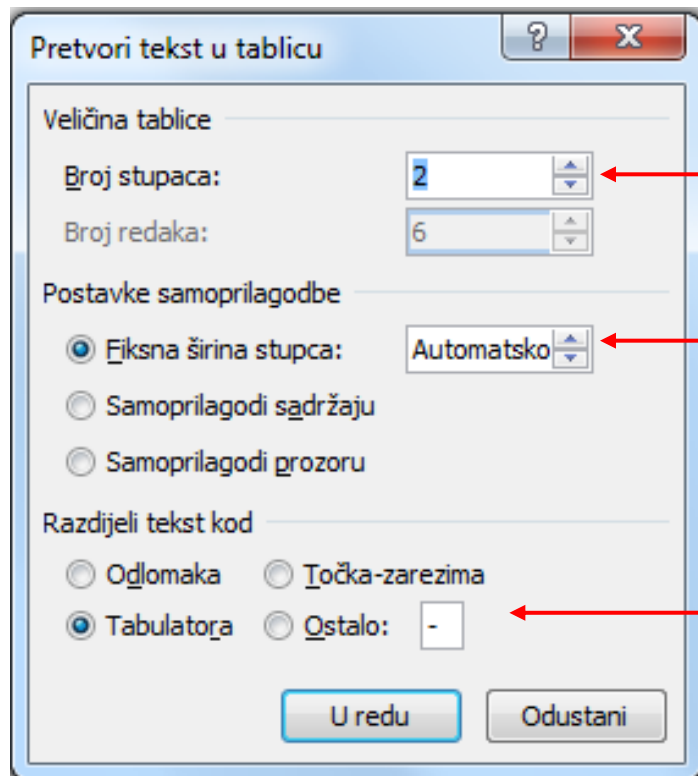 Pretvori tekst u tablicu
Veličina tablice
Broj stupaca: 2
Broj redaka: 6
Postavke samoprilagodbe
Fiksna širina stupca: Automatsko
Samoprilagodi sadržaju
Samoprilagodi prozoru
Razdijeli tekst kod
Odlomaka Točka-zarezima
Tabulatora Ostalo: -
U redu Odustani